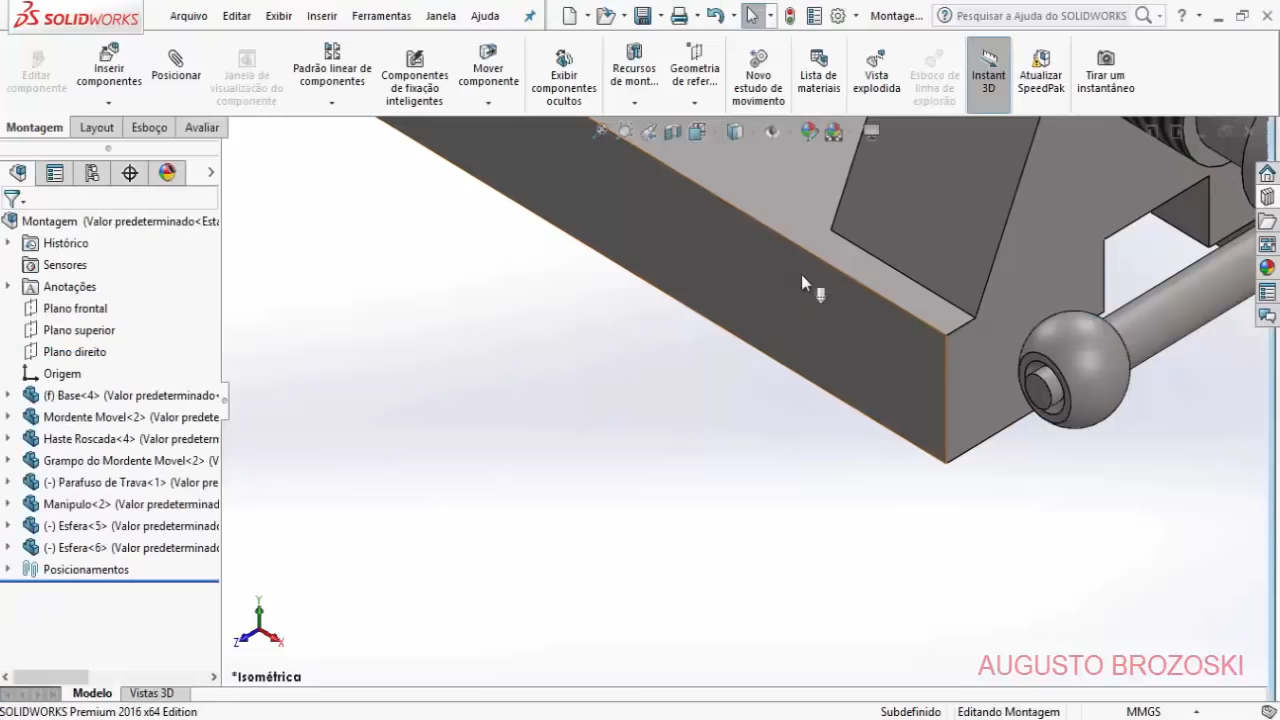 SOLIDWORKS
Arquivo Editar Exibir Inserir Ferramentas Janela Ajuda
Montage...
Pesquisar a Ajuda do SOLIDWORKS
Editar componente
Inserir componentes
Posicionar
Janela de visualização do componente
Padrão linear de componentes
Componentes de fixação inteligentes
Mover componente
Exibir componentes ocultos
Recursos de mont...
Geometria de refer...
Novo estudo de movimento
Lista de materiais
Vista explodida
Esboço de linha de explosão
Instant 3D
Atualizar SpeedPak
Tirar um instantâneo
Montagem Layout Esboço Avaliar
Montagem (Valor predeterminado<Esta
Histórico
Sensores
Anotações
Plano frontal
Plano superior
Plano direito
Origem
(f) Base<4> (Valor predeterminado<
Mordente Movel<2> (Valor predete
Haste Roscada<4> (Valor predetern
Grampo do Mordente Movel<2> (V
(-) Parafuso de Trava<1> (Valor pre
Manipulo<2> (Valor predeterminad
(-) Esfera<5> (Valor predeterminadc
(-) Esfera<6> (Valor predeterminadc
Posicionamentos
Y
Z
X
*Isométrica
AUGUSTO BROZOSKI
Modelo Vistas 3D
SOLIDWORKS Premium 2016 x64 Edition
Subdefinido
Editando Montagem
MMGS